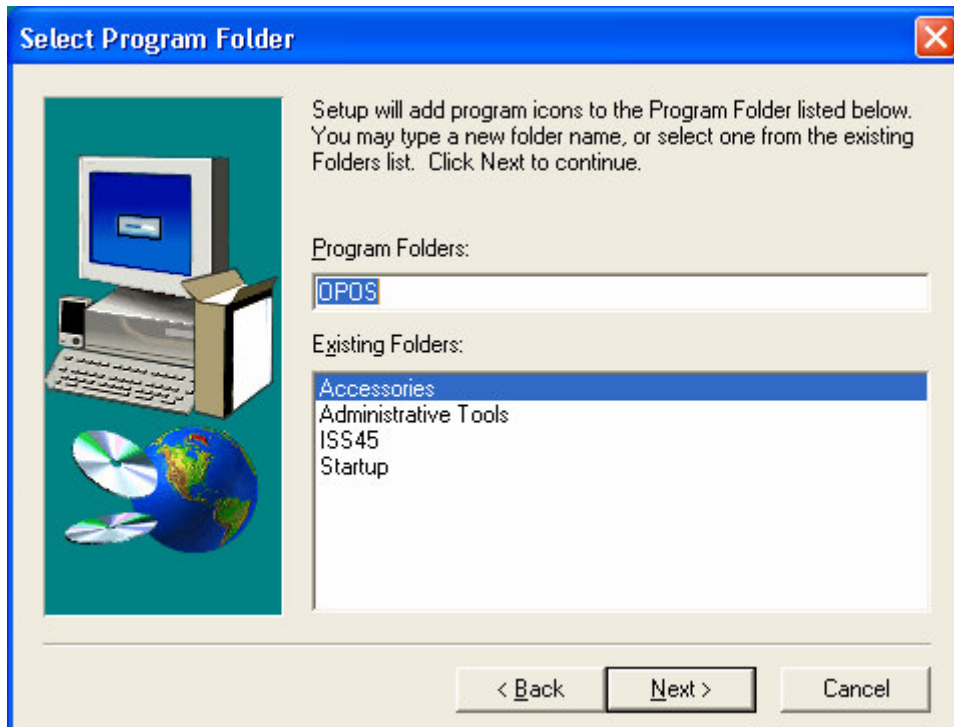 Select Program Folder
Setup will add program icons to the Program Folder listed below.
You may type a new folder name, or select one from the existing
Folders list.  Click Next to continue.
Program Folders:
OPOS
Existing Folders:
Accessories
Administrative Tools
ISS45
Startup
< Back
Next >
Cancel